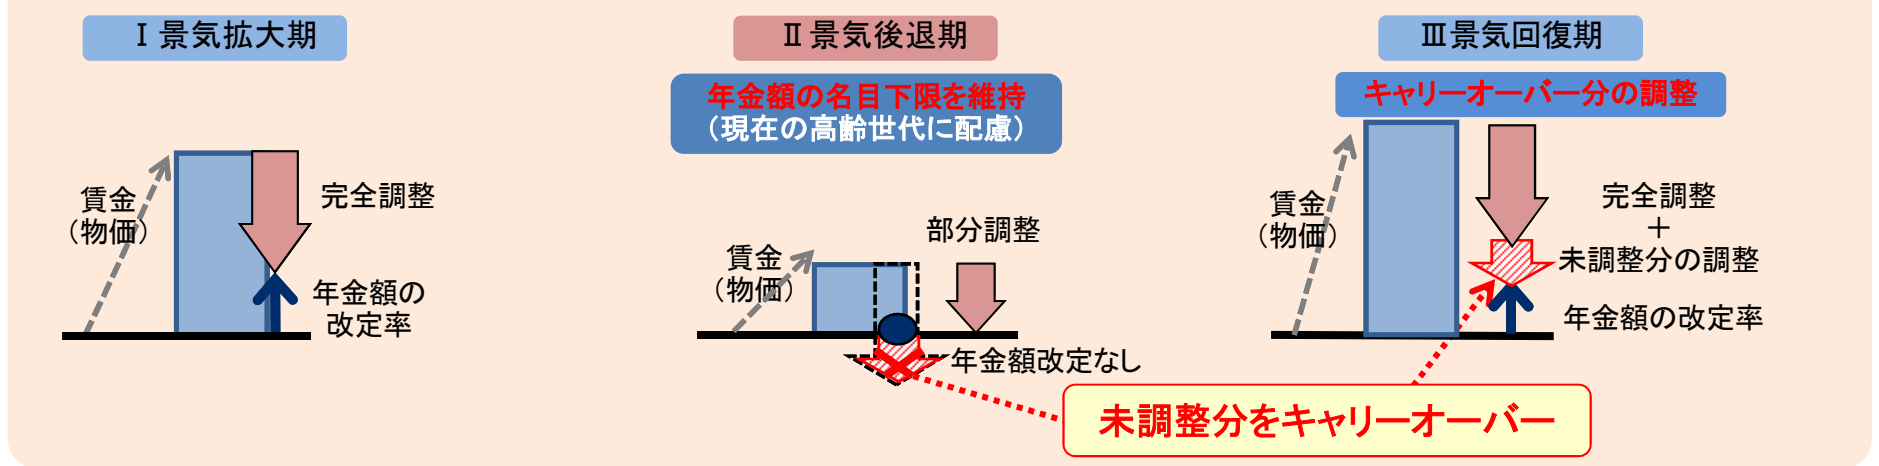 Ⅰ景気拡大期
賃金
（物価）
完全調整
年金額の
改定率
Ⅱ景気後退期
年金額の名目下限を維持
（現在の高齢世代に配慮）
賃金
（物価）
部分調整
年金額改定なし
Ⅲ景気回復期
キャリーオーバー分の調整
賃金
（物価）
完全調整
＋
未調整分の調整
年金額の改定率
未調整分をキャリーオーバー